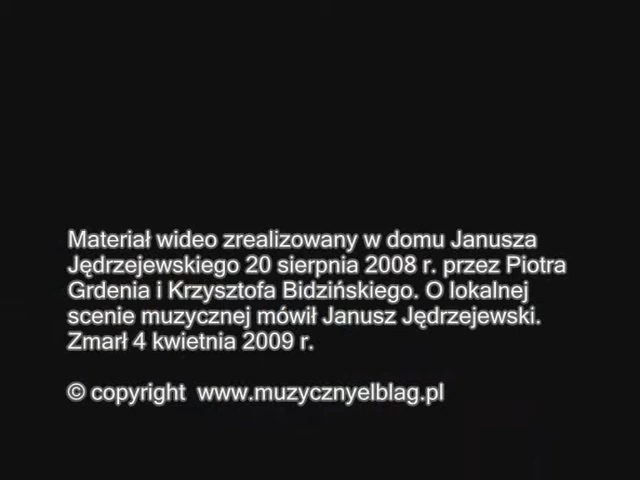 Materiał wideo zrealizowany w domu Janusza
Jędrzejewskiego 20 sierpnia 2008 r. przez Piotra
Grdenia i Krzysztofa Bidzińskiego. O lokalnej
scenie muzycznej mówił Janusz Jędrzejewski.
Zmarł 4 kwietnia 2009 r.
© copyright www.muzycznyelblag.pl